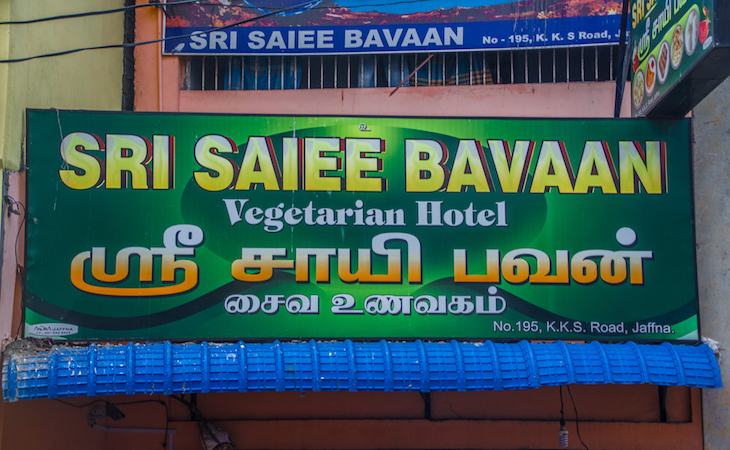 SRI SAIEE BAVAAN
No - 195, K. K. S Road,
ஸ்ரீ சாயி
SRI SAIEE BAVAAN
Vegetarian Hotel
ஸ்ரீ சாயி பவன்
சைவ உணவகம்
No.195, K.K.S. Road, Jaffna.